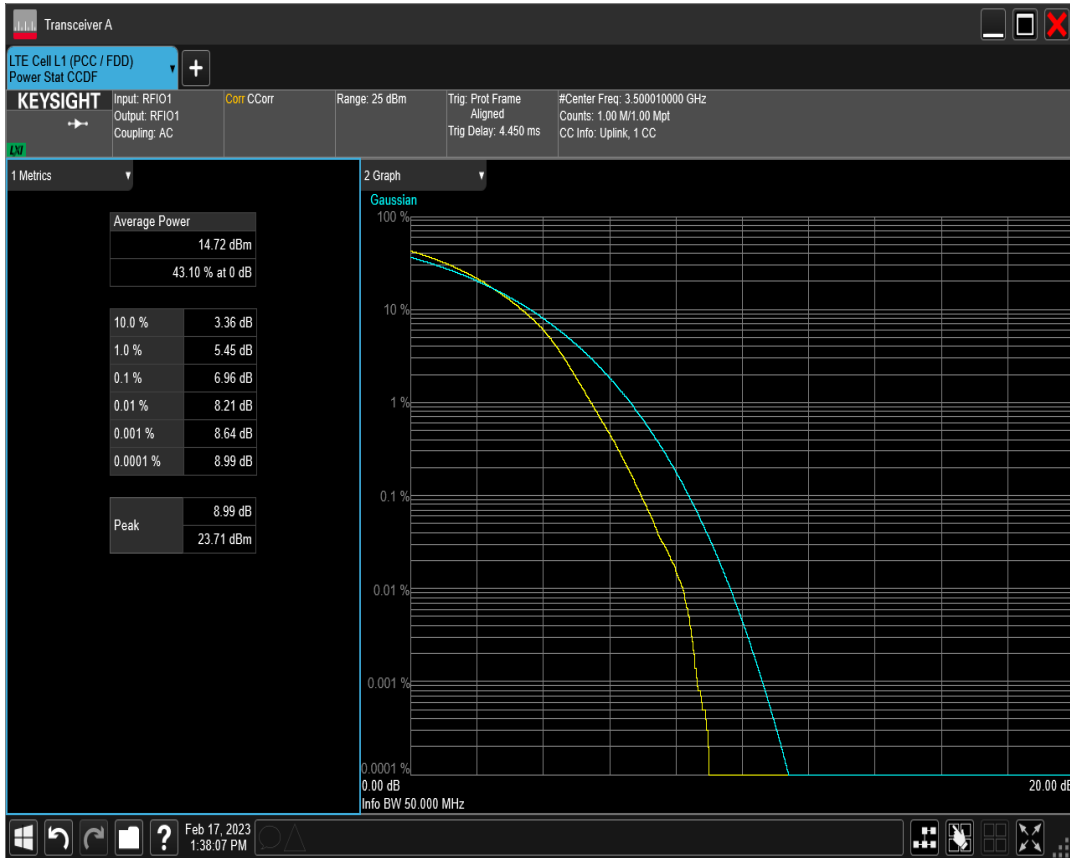 Transceiver A
LTE Cell L1 (PCC / FDD)
Power Stat CCDF
+
KEYSIGHT
LXI
Input: RFIO1
Output: RFIO1
Coupling: AC
Corr CCorr
Range: 25 dBm
Trig: Prot Frame
Aligned
Trig Delay: 4.450 ms
#Center Freq: 3.500010000 GHz
Counts: 1.00 M/1.00 Mpt
CC Info: Uplink, 1 CC
1 Metrics
Average Power
14.72 dBm
43.10 % at 0 dB
10.0 % 3.36 dB
1.0 % 5.45 dB
0.1 % 6.96 dB
0.01 % 8.21 dB
0.001 % 8.64 dB
0.0001 % 8.99 dB
Peak 8.99 dB
23.71 dBm
2 Graph
Gaussian
100 %
10 %
1 %
0.1 %
0.01 %
0.001 %
0.0001 %
0.00 dB
20.00 dB
Info BW 50.000 MHz
?
Feb 17, 2023
1:38:07 PM